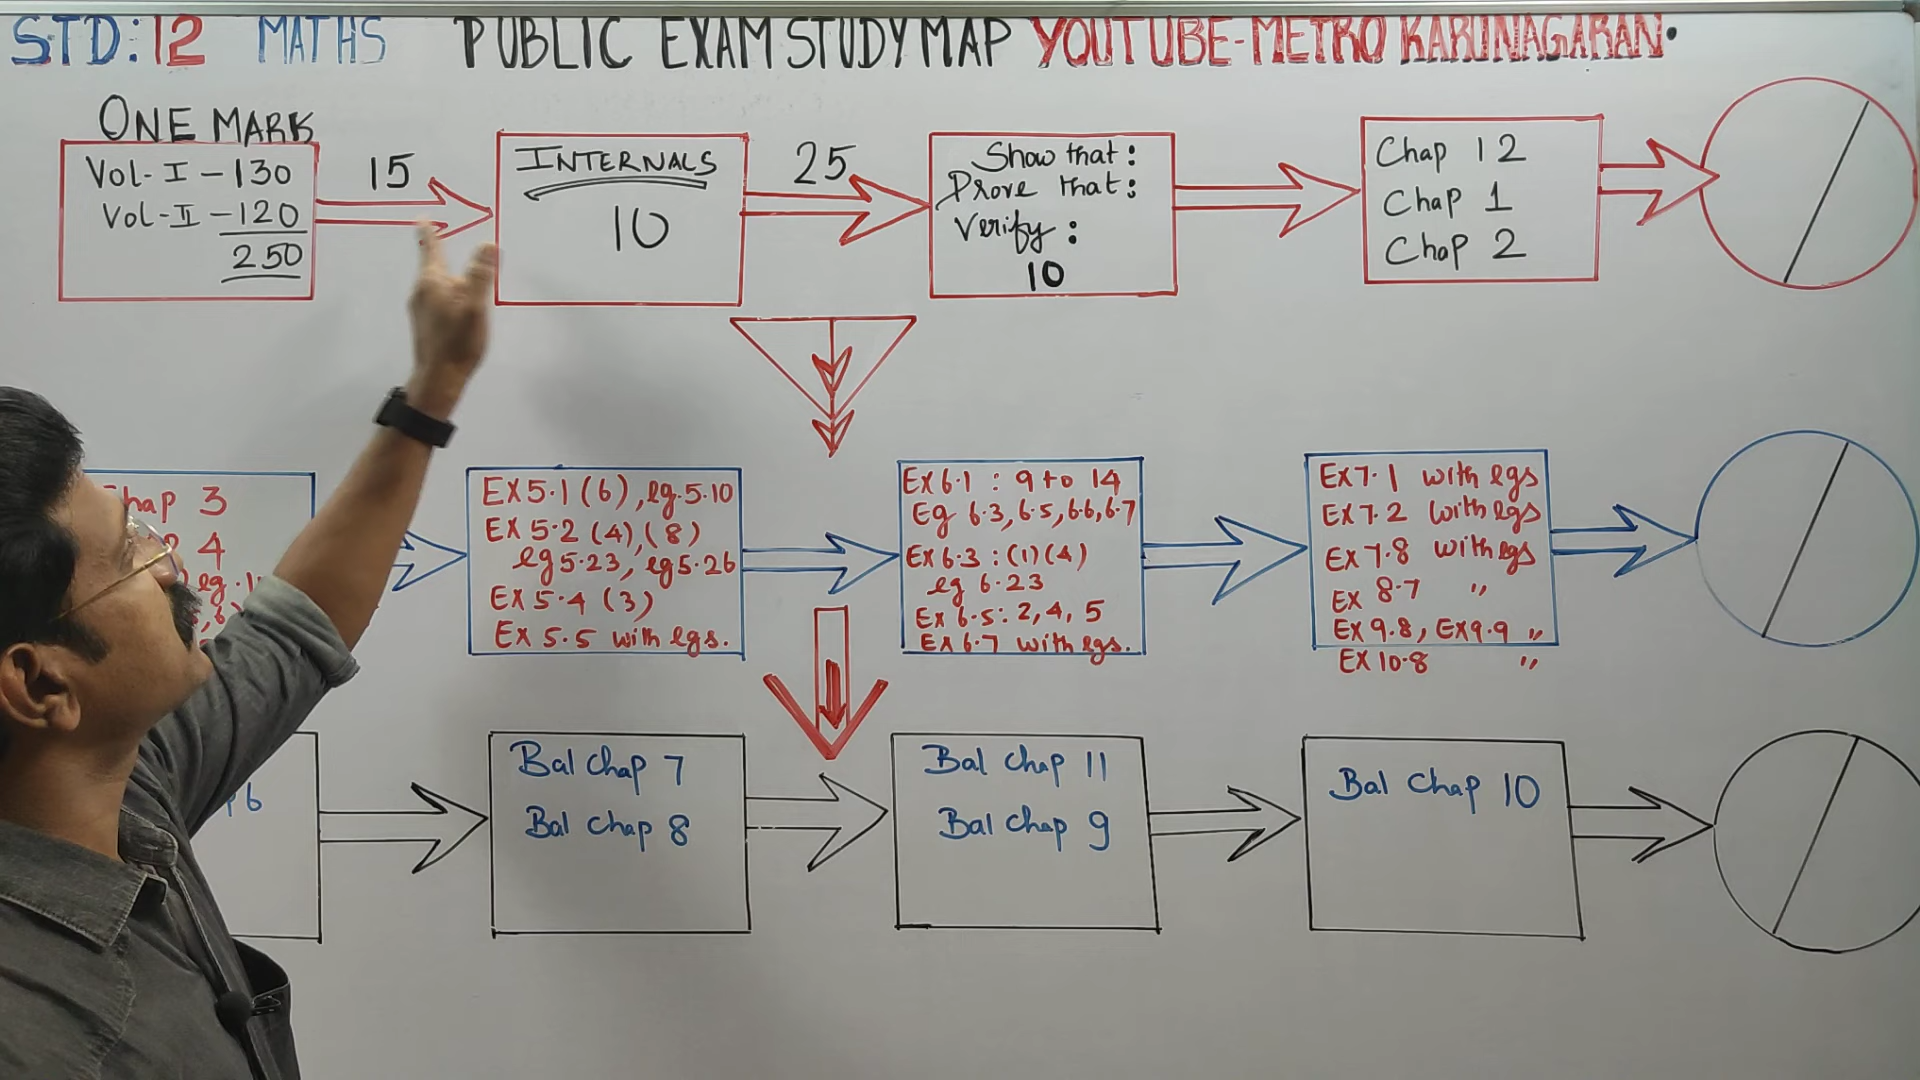 STD:12 MATHS PUBLIC EXAM STUDY MAP YOUTUBE-METRO KARUNAGARAN.
ONE MARK
Vol-I-130
Vol-II-120
250
15
INTERNALS
10
25
Show that:
Prove that:
Verify:
10
Chap 12
Chap 1
Chap 2
hap 3
4
eg.1
,6)
EX 5.1 (6), eg.5.10
EX 5.2 (4), (8)
eg 5.23, eg 5.26
EX 5.4 (3)
EX 5.5 with egs.
EX 6.1 : 9 to 14
Eg 6.3, 6.5, 6.6, 6.7
EX 6.3 : (1) (4)
eg 6.23
EX 6.5: 2, 4, 5
EX 6.7 with egs.
EX 7.1 with egs
EX 7.2 with egs
EX 7.8 with egs
EX 8.7 "
EX 9.8, EX 9.9 "
EX 10.8 "
p 6
Bal Chap 7
Bal Chap 8
Bal Chap 11
Bal Chap 9
Bal Chap 10